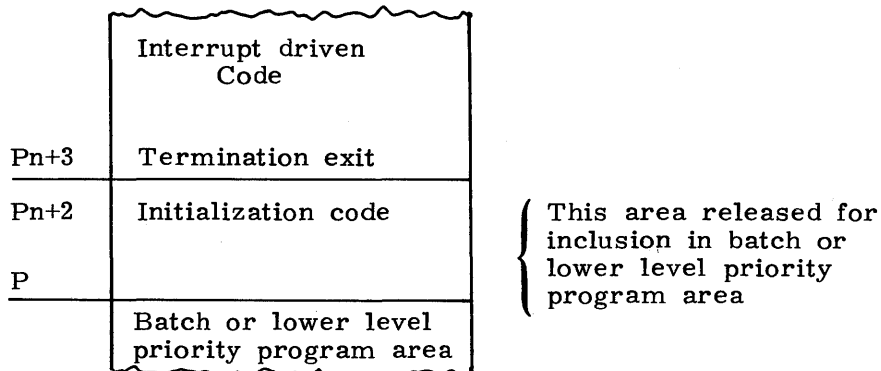 Interrupt driven
Code
Pn+3 Termination exit
Pn+2 Initialization code
P
This area released for
inclusion in batch or
lower level priority
program area
Batch or lower level
priority program area